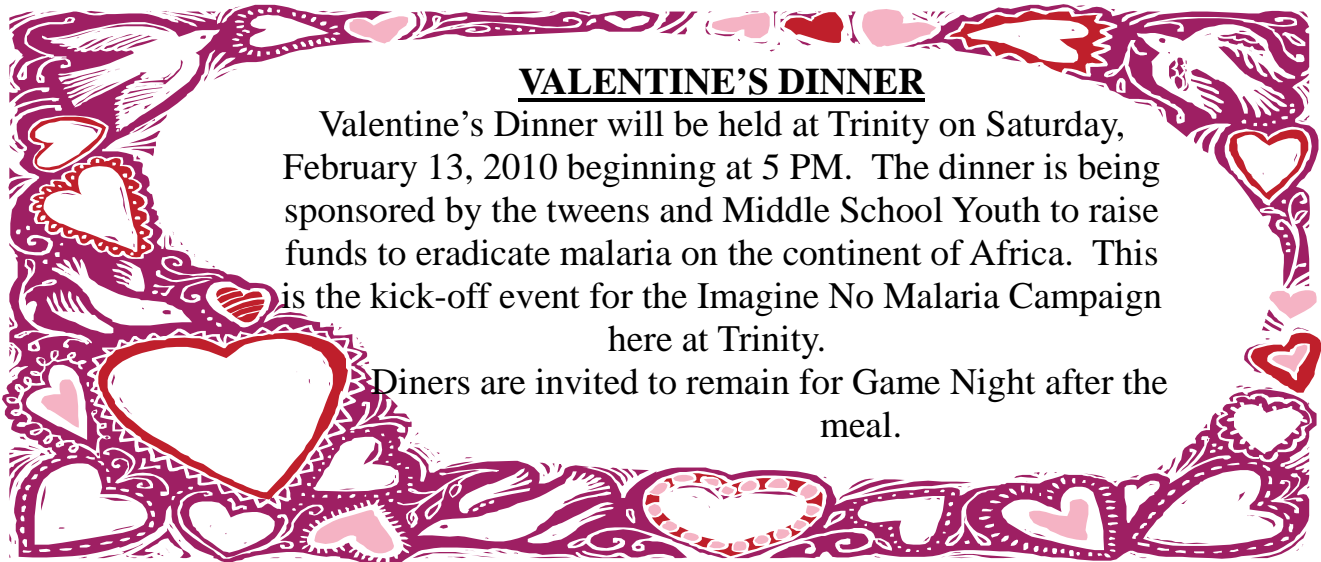 VALENTINE’S DINNER
Valentine’s Dinner will be held at Trinity on Saturday,
February 13, 2010 beginning at 5 PM.  The dinner is being
sponsored by the tweens and Middle School Youth to raise
funds to eradicate malaria on the continent of Africa.  This
is the kick-off event for the Imagine No Malaria Campaign
here at Trinity.
Diners are invited to remain for Game Night after the
meal.